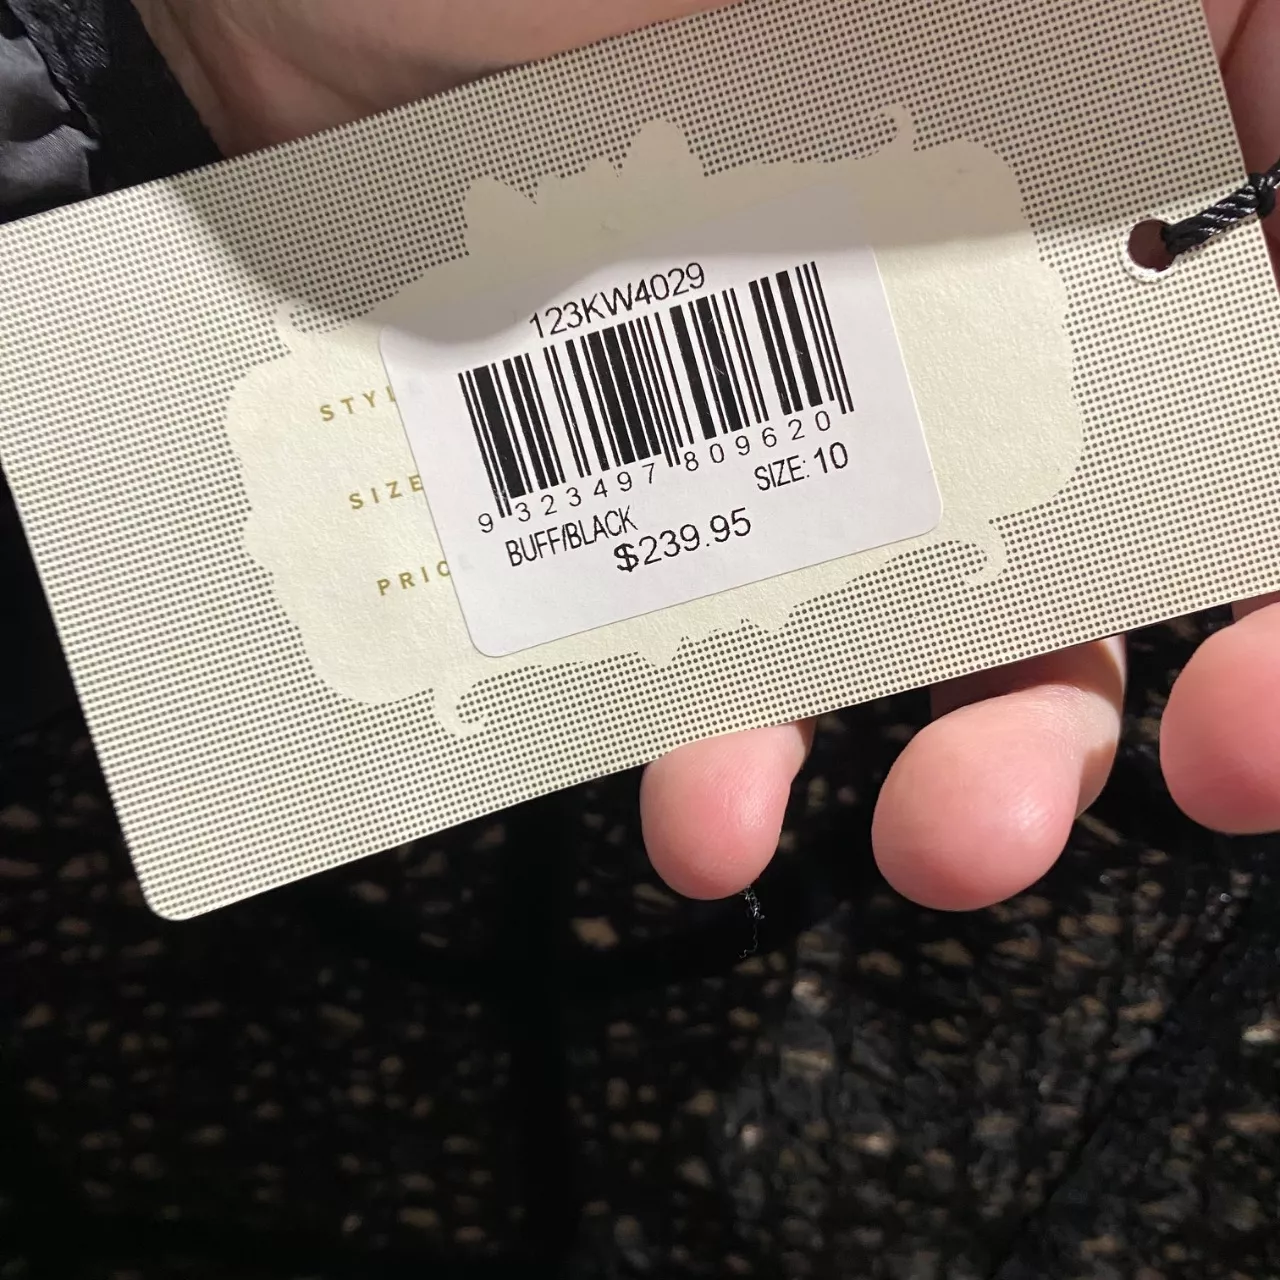 123KW4029
9 323497 809620
SIZE: 10
BUFF/BLACK
$239.95
STYL
SIZE
PRIC